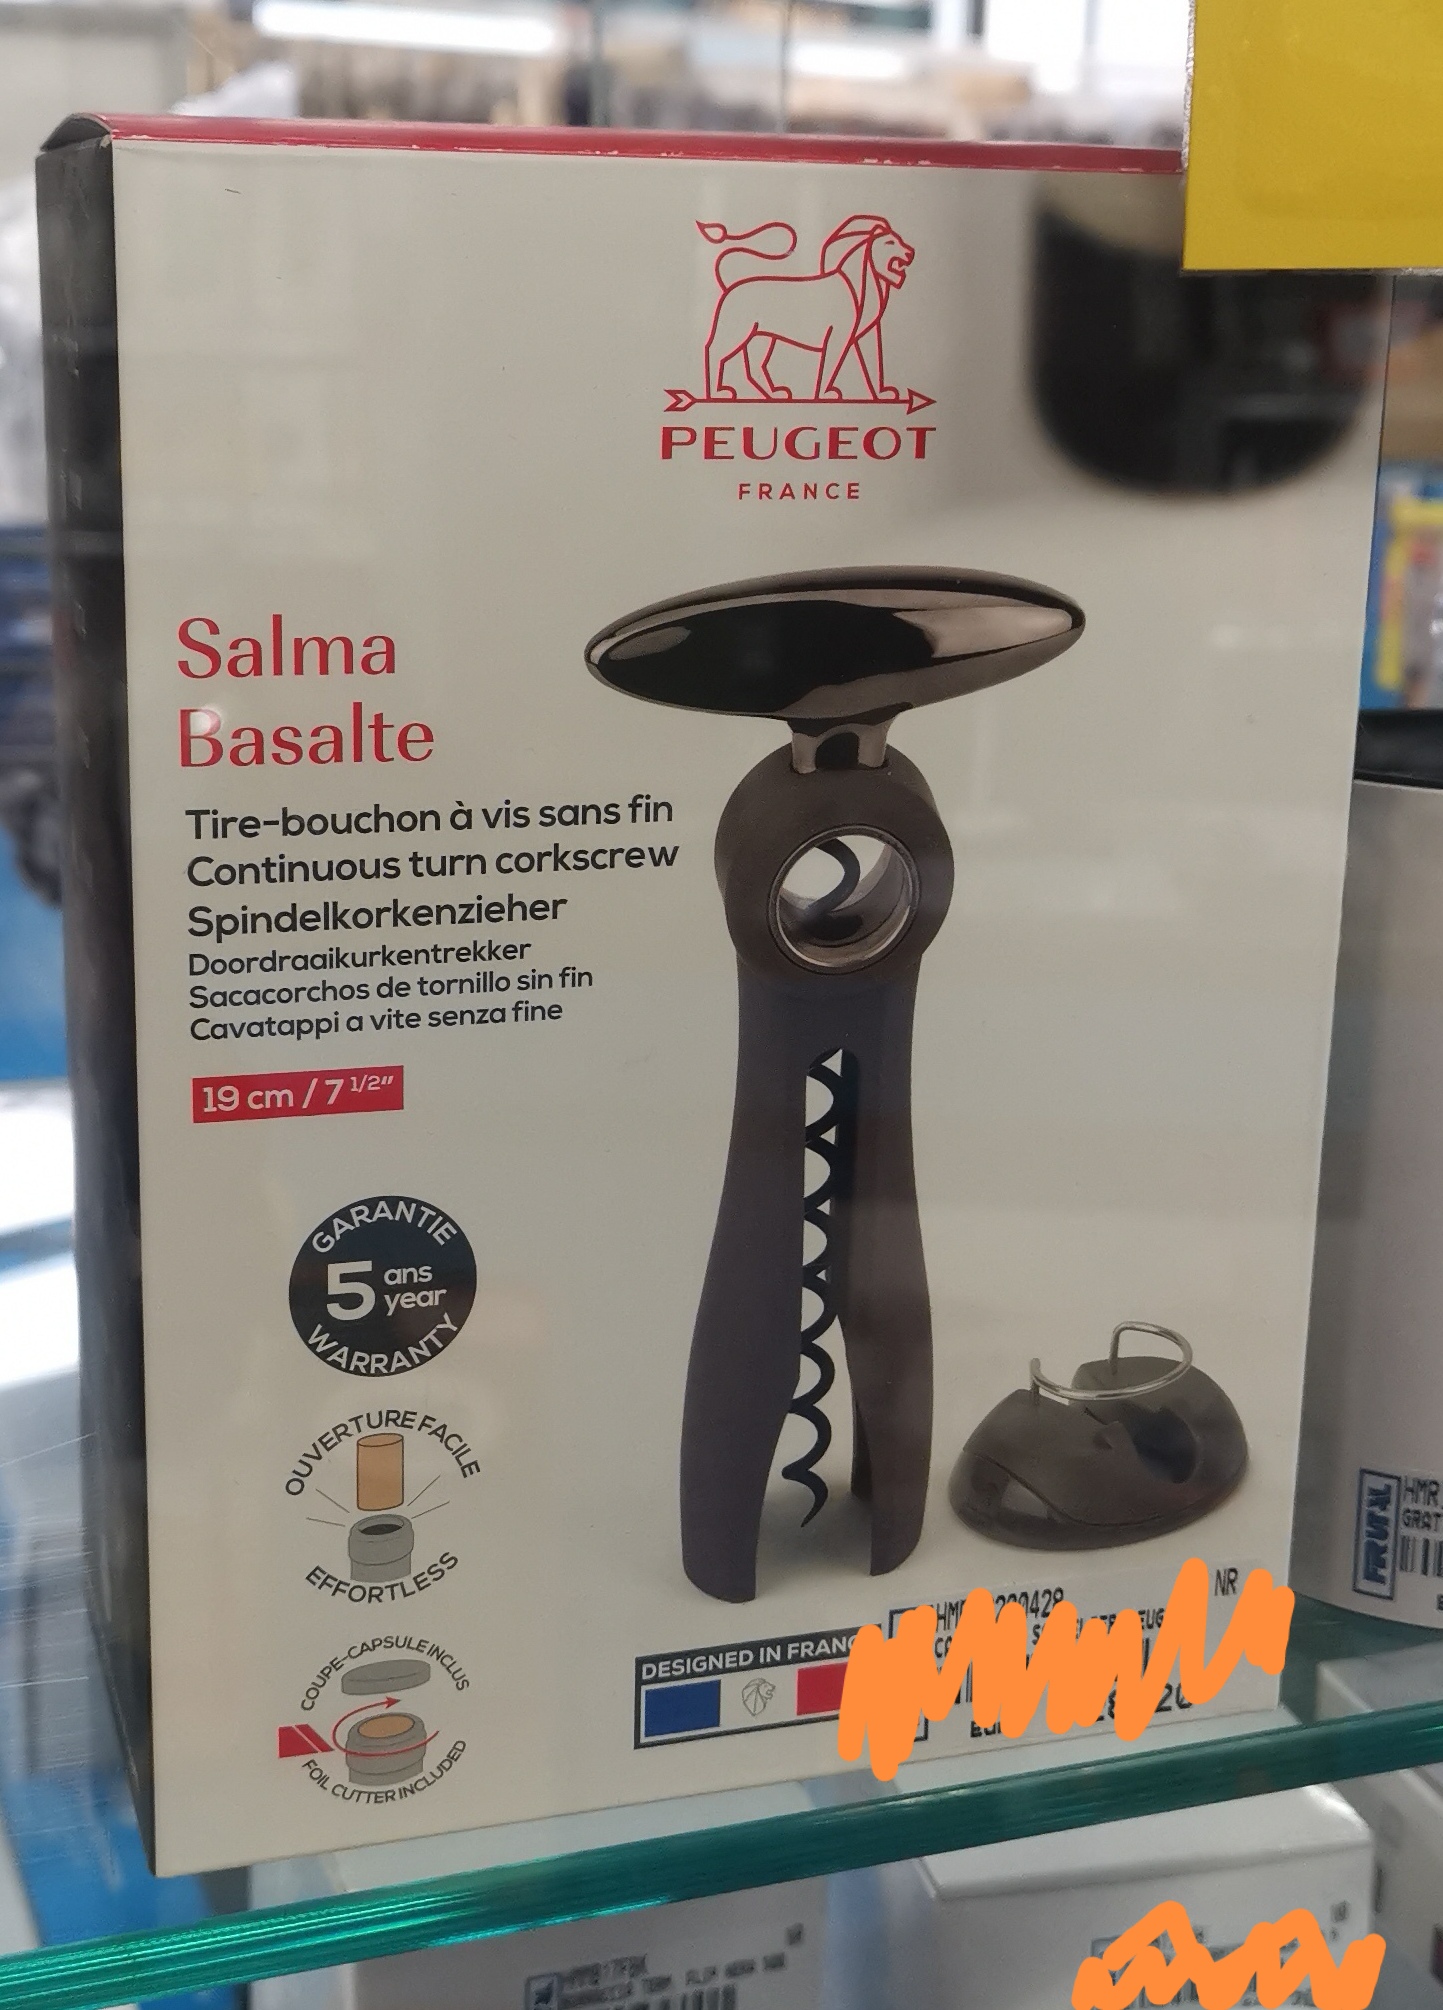 PEUGEOT
FRANCE
Salma
Basalte
Tire-bouchon à vis sans fin
Continuous turn corkscrew
Spindelkorkenzieher
Doordraaikurkentrekker
Sacacorchos de tornillo sin fin
Cavatappi a vite senza fine
19 cm / 7 1/2"
GARANTIE
5 ans
year
WARRANTY
OUVERTURE FACILE
EFFORTLESS
COUPE-CAPSULE INCLUS
FOIL CUTTER INCLUDED
DESIGNED IN
NR
HMR
GRAT